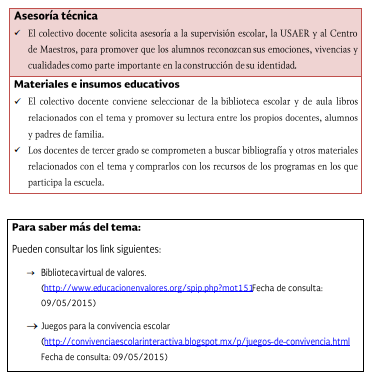 Asesoría técnica
✓ El colectivo docente solicita asesoría a la supervisión escolar, la USAER y al Centro
de Maestros, para promover que los alumnos reconozcan sus emociones, vivencias y
cualidades como parte importante en la construcción de su identidad.
Materiales e insumos educativos
✓ El colectivo docente conviene seleccionar de la biblioteca escolar y de aula libros
relacionados con el tema y promover su lectura entre los propios docentes, alumnos
y padres de familia.
✓ Los docentes de tercer grado se comprometen a buscar bibliografía y otros materiales
relacionados con el tema y comprarlos con los recursos de los programas en los que
participa la escuela.
Para saber más del tema:
Pueden consultar los link siguientes:
→ Biblioteca virtual de valores.
(http://www.educacionenvalores.org/spip.php?mot151Fecha de consulta:
09/05/2015)
→ Juegos para la convivencia escolar
(http://convivenciaescolarinteractiva.blogspot.mx/p/juegos-de-convivencia.html
Fecha de consulta: 09/05/2015)